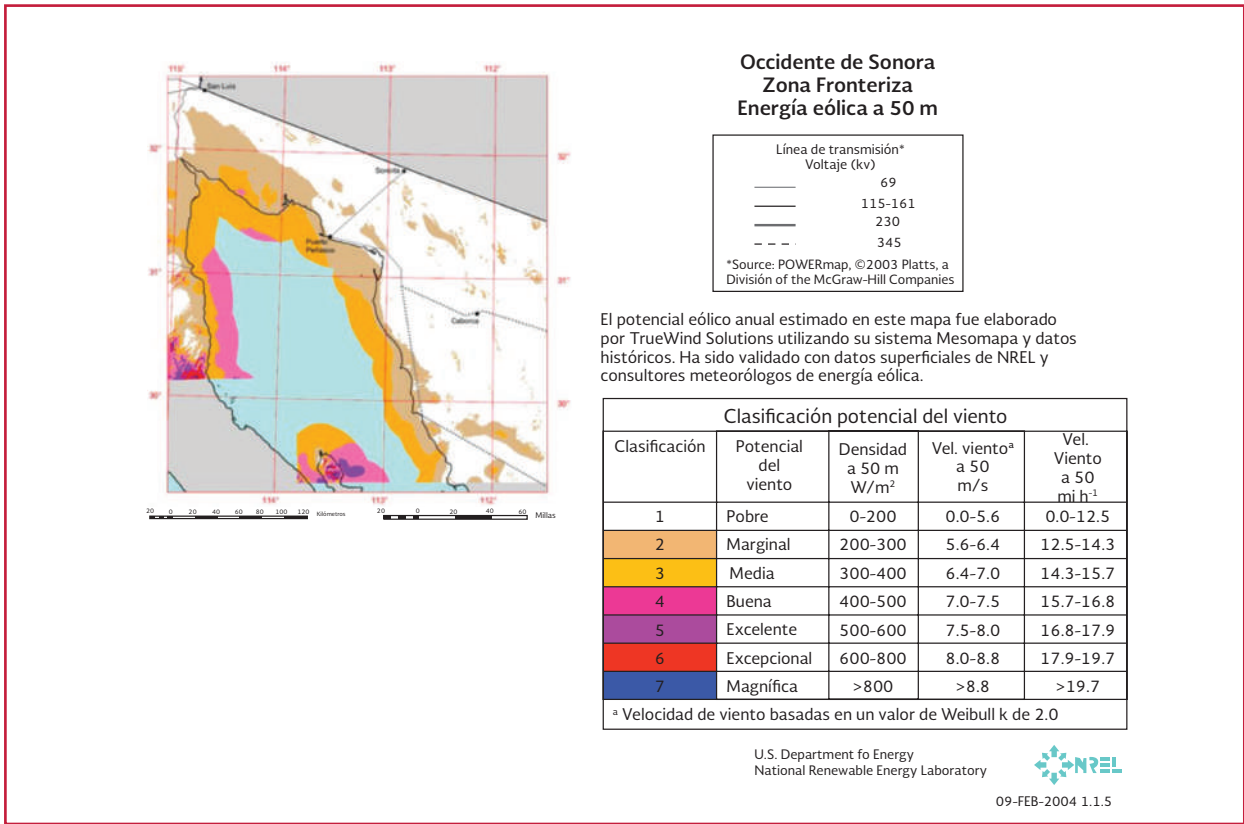 115° 114° 113° 112°
San Luis
32° 32°
Sonoita
Puerto
Peñasco
31° 31°
Caborca
30° 30°
114° 113° 112°
20 0 20 40 60 80 100 120 Kilómetros
20 0 20 40 60 Millas
Occidente de Sonora
Zona Fronteriza
Energía eólica a 50 m
Línea de transmisión*
Voltaje (kv)
69
115-161
230
345
*Source: POWERmap, ©2003 Platts, a
División of the McGraw-Hill Companies
El potencial eólico anual estimado en este mapa fue elaborado
por TrueWind Solutions utilizando su sistema Mesomapa y datos
históricos. Ha sido validado con datos superficiales de NREL y
consultores meteorólogos de energía eólica.
Clasificación potencial del viento
Clasificación
Potencial
del
viento
Densidad
a 50 m
W/m²
Vel. vientoª
a 50
m/s
Vel.
Viento
a 50
mi h⁻¹
1 Pobre 0-200 0.0-5.6 0.0-12.5
2 Marginal 200-300 5.6-6.4 12.5-14.3
3 Media 300-400 6.4-7.0 14.3-15.7
4 Buena 400-500 7.0-7.5 15.7-16.8
5 Excelente 500-600 7.5-8.0 16.8-17.9
6 Excepcional 600-800 8.0-8.8 17.9-19.7
7 Magnífica >800 >8.8 >19.7
ª Velocidad de viento basadas en un valor de Weibull k de 2.0
U.S. Department fo Energy
National Renewable Energy Laboratory
NREL
09-FEB-2004 1.1.5